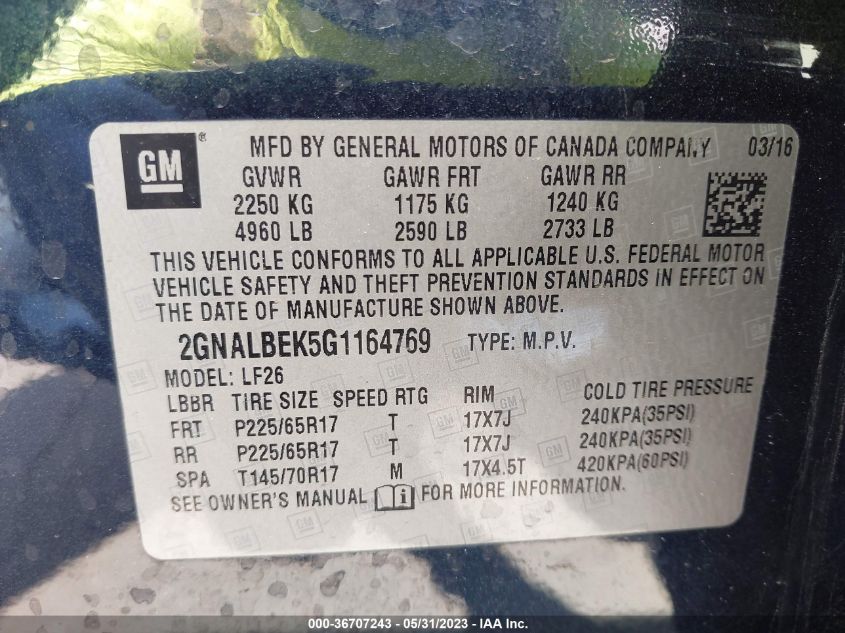 GM ® MFD BY GENERAL MOTORS OF CANADA COMPANY 03/16
GVWR GAWR FRT GAWR RR
2250 KG 1175 KG 1240 KG
4960 LB 2590 LB 2733 LB
THIS VEHICLE CONFORMS TO ALL APPLICABLE U.S. FEDERAL MOTOR
VEHICLE SAFETY AND THEFT PREVENTION STANDARDS IN EFFECT ON
THE DATE OF MANUFACTURE SHOWN ABOVE.
2GNALBEK5G1164769 TYPE: M.P.V.
MODEL: LF26
LBBR TIRE SIZE SPEED RTG RIM COLD TIRE PRESSURE
FRT P225/65R17 T 17X7J 240KPA(35PSI)
RR P225/65R17 T 17X7J 240KPA(35PSI)
SPA T145/70R17 M 17X4.5T 420KPA(60PSI)
SEE OWNER'S MANUAL FOR MORE INFORMATION.
000-36707243 - 05/31/2023 - IAA Inc.